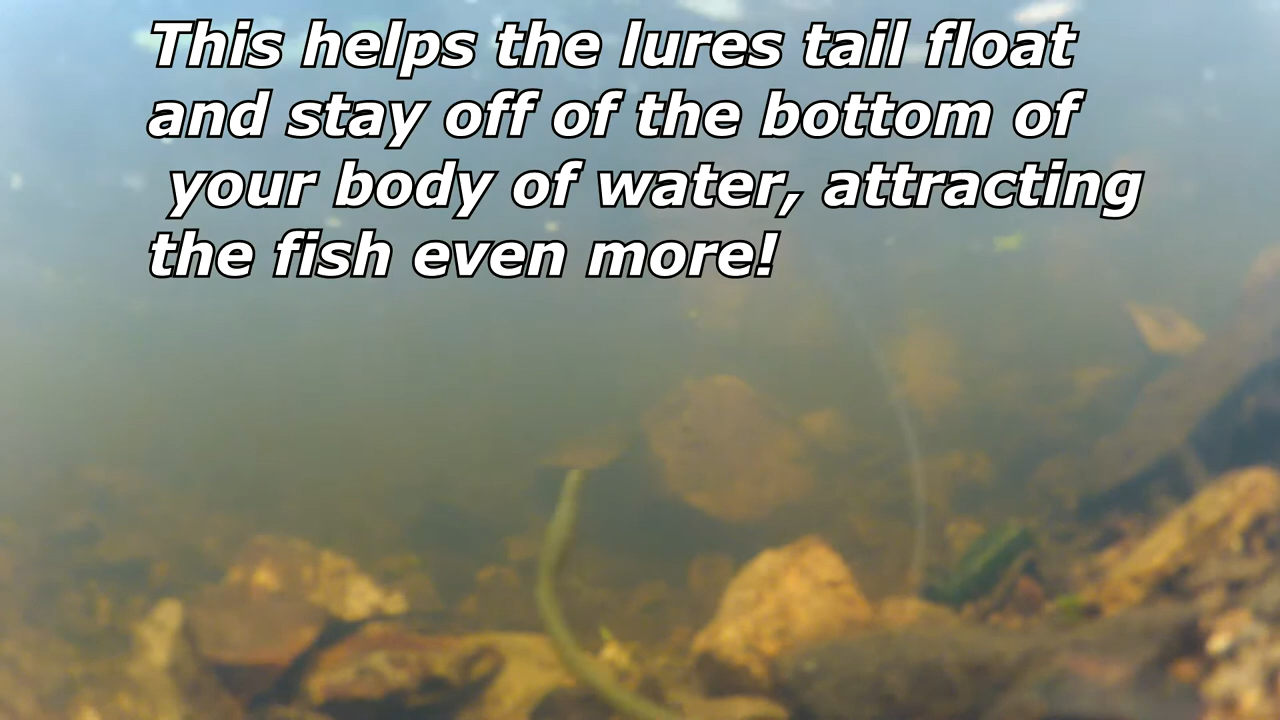 This helps the lures tail float
and stay off of the bottom of
your body of water, attracting
the fish even more!